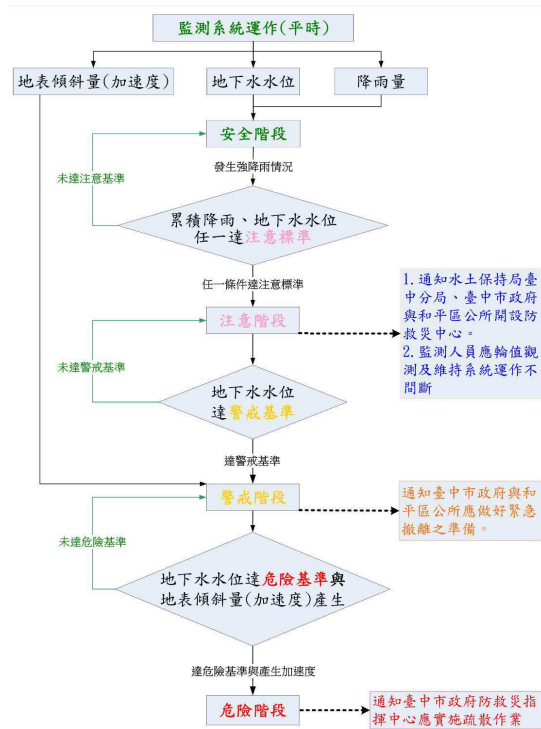 監測系統運作(平時)
地表傾斜量(加速度)
地下水水位
降雨量
安全階段
未達注意基準
發生強降雨情況
累積降雨、地下水水位
任一達注意標準
任一條件達注意標準
注意階段
1.通知水土保持局臺
中分局、臺中市政府
與和平區公所開設防
救災中心。
2.監測人員應輪值觀
測及維持系統運作不
間斷
未達警戒基準
地下水水位
達警戒基準
達警戒基準
警戒階段
通知臺中市政府與和
平區公所應做好緊急
撤離之準備。
未達危險基準
地下水水位達危險基準與
地表傾斜量(加速度)產生
達危險基準與產生加速度
危險階段
通知臺中市政府防救災指
揮中心應實施疏散作業